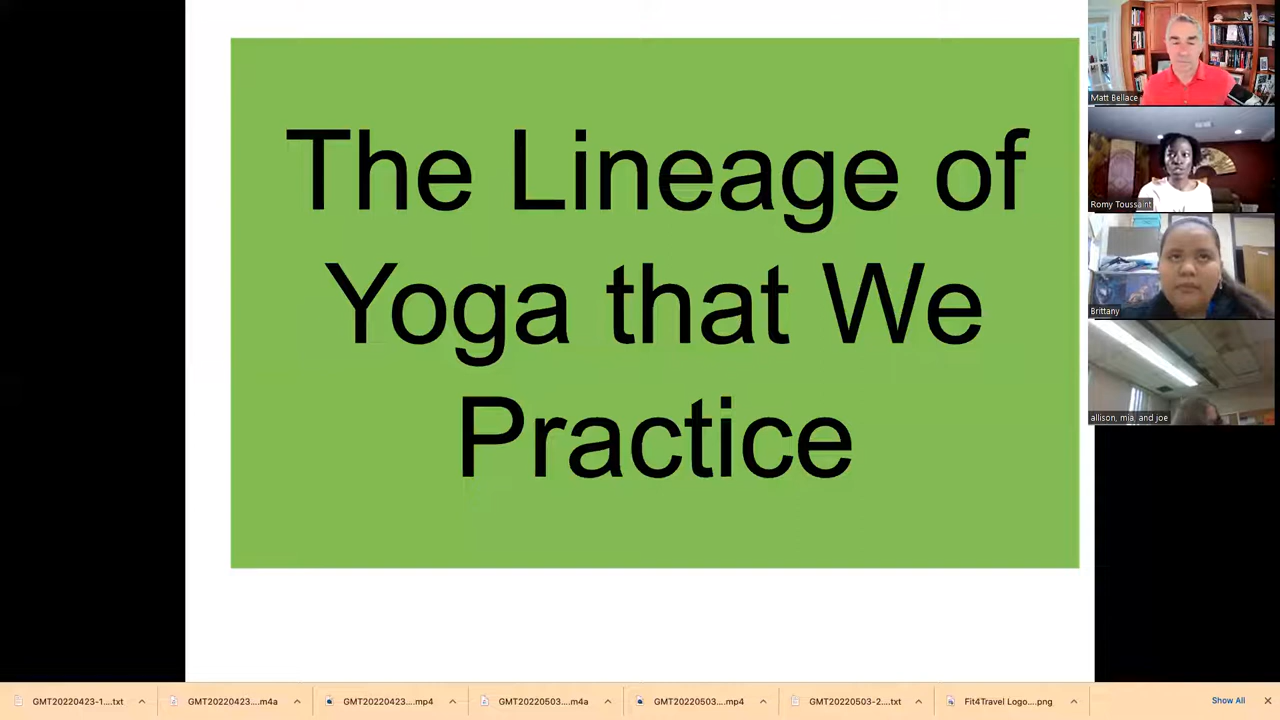 The Lineage of
Yoga that We
Practice
Matt Bellace
Romy Toussaint
Brittany
allison, mia, and joe
GMT20220423-1....txt
GMT20220423....m4a
GMT20220423....mp4
GMT20220503....m4a
GMT20220503....mp4
GMT20220503-2....txt
Fit4Travel Logo....png
Show All